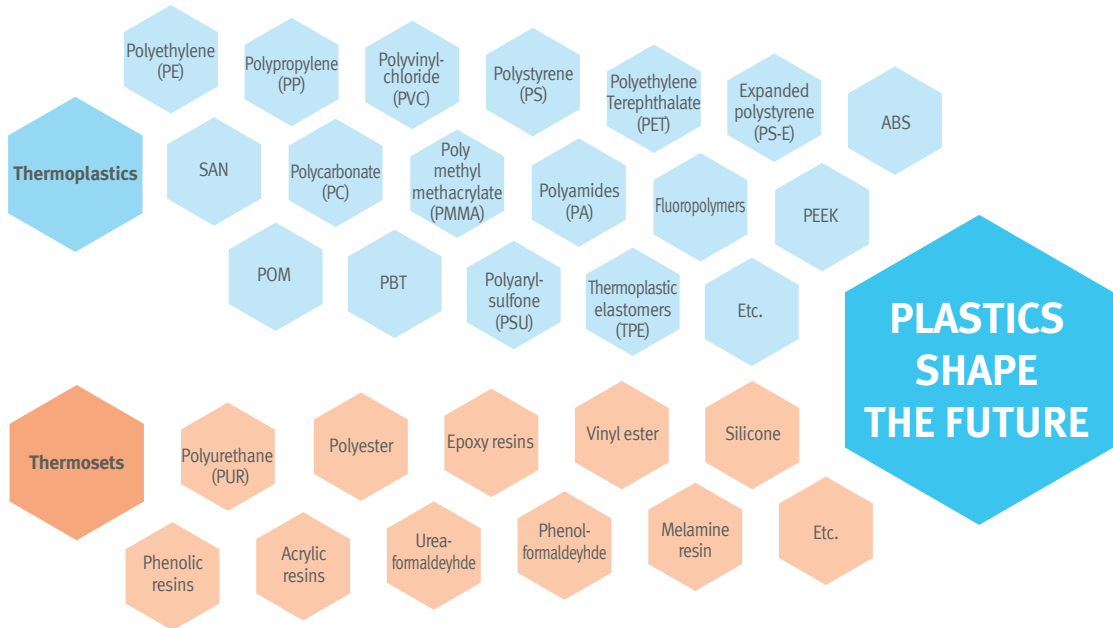 Polyethylene
(PE)
Polypropylene
(PP)
Polyvinyl-
chloride
(PVC)
Polystyrene
(PS)
Polyethylene
Terephthalate
(PET)
Expanded
polystyrene
(PS-E)
ABS
Thermoplastics
SAN
Polycarbonate
(PC)
Poly
methyl
methacrylate
(PMMA)
Polyamides
(PA)
Fluoropolymers
PEEK
POM
PBT
Polyaryl-
sulfone
(PSU)
Thermoplastic
elastomers
(TPE)
Etc.
PLASTICS
SHAPE
THE FUTURE
Thermosets
Polyurethane
(PUR)
Polyester
Epoxy resins
Vinyl ester
Silicone
Phenolic
resins
Acrylic
resins
Urea-
formaldeyhde
Phenol-
formaldeyhde
Melamine
resin
Etc.